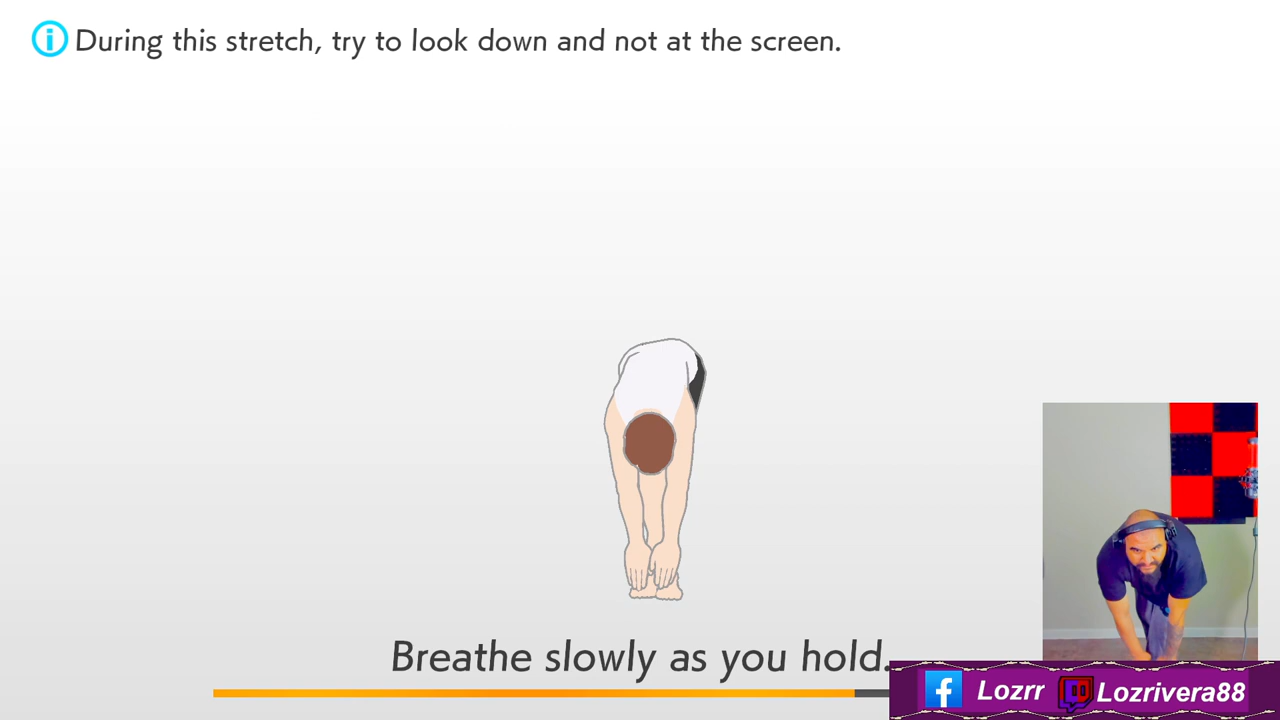 During this stretch, try to look down and not at the screen.
Breathe slowly as you hold.
Lozrr
Lozrivera88